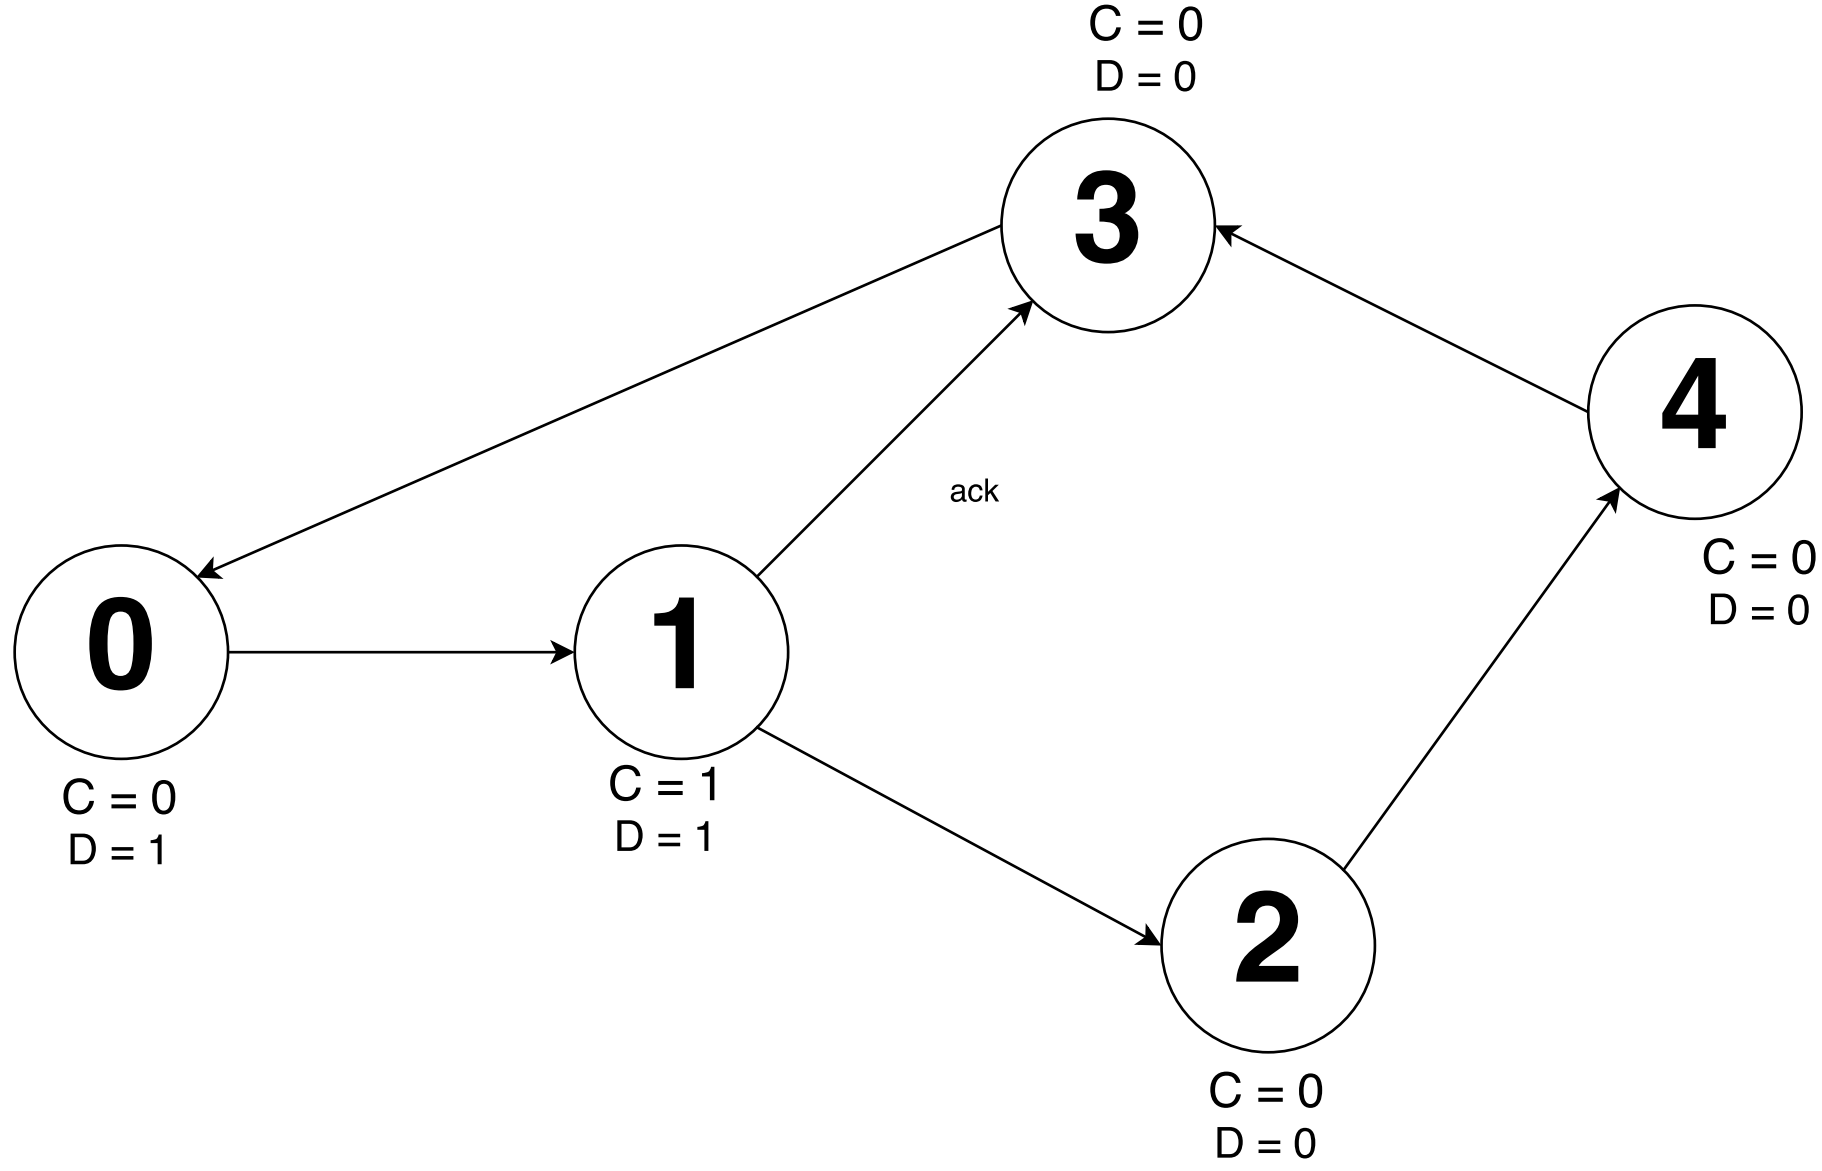 C = 0
D = 0
3
4
ack
C = 0
D = 0
0
1
C = 0
D = 1
C = 1
D = 1
2
C = 0
D = 0